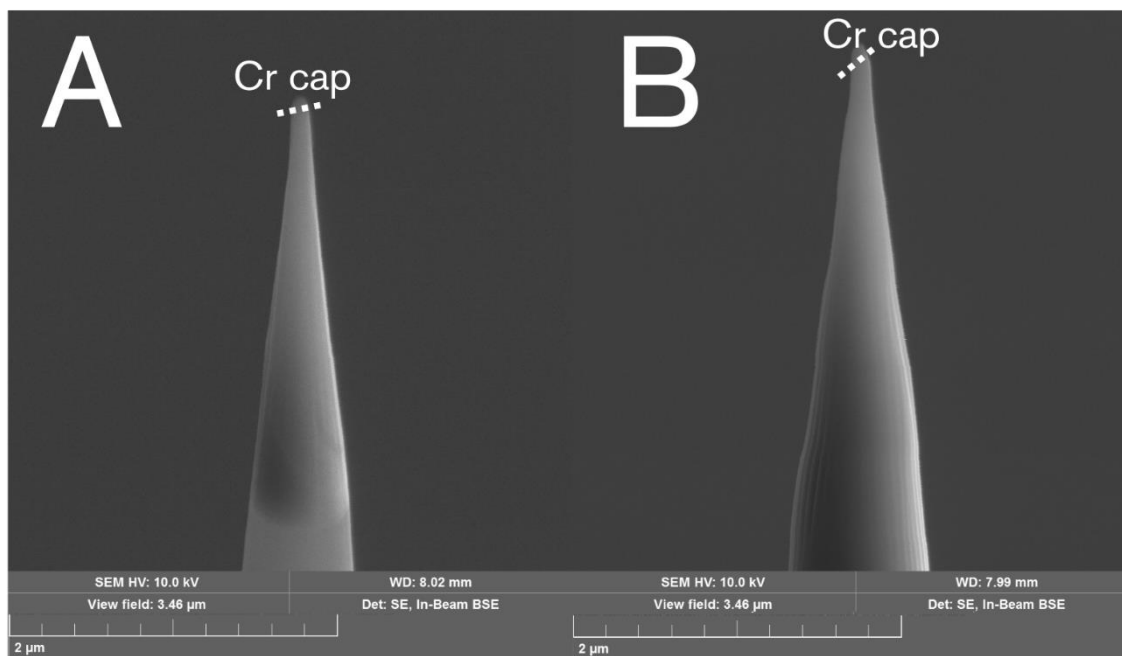 A
Cr cap
SEM HV: 10.0 kV
WD: 8.02 mm
View field: 3.46 µm
Det: SE, In-Beam BSE
2 µm
B
Cr cap
SEM HV: 10.0 kV
WD: 7.99 mm
View field: 3.46 µm
Det: SE, In-Beam BSE
2 µm